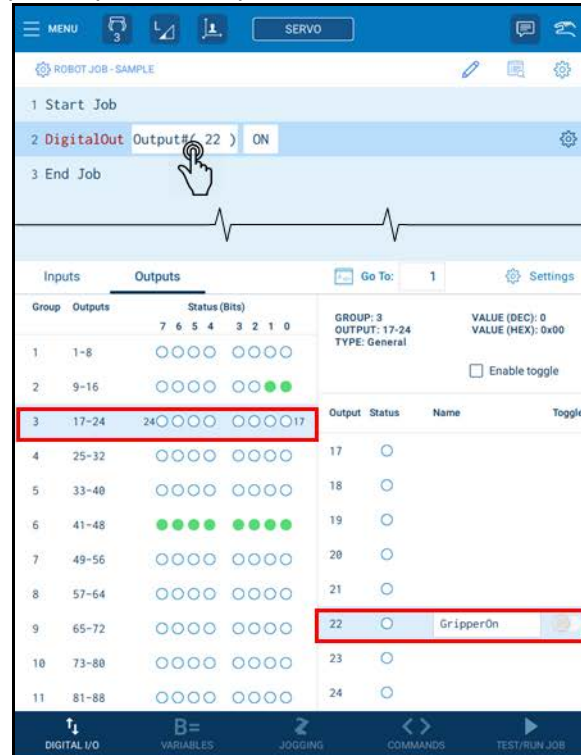 MENU 3 SERVO
ROBOT JOB - SAMPLE
1 Start Job
2 DigitalOut Output#( 22 ) ON
3 End Job
Inputs Outputs Go To: 1 Settings
Group Outputs Status (Bits)
7 6 5 4 3 2 1 0
1 1-8
2 9-16
3 17-24 24 17
4 25-32
5 33-40
6 41-48
7 49-56
8 57-64
9 65-72
10 73-80
11 81-88
GROUP: 3 VALUE (DEC): 0
OUTPUT: 17-24 VALUE (HEX): 0x00
TYPE: General
Enable toggle
Output Status Name Toggle
17
18
19
20
21
22 GripperOn
23
24
DIGITAL I/O VARIABLES JOGGING COMMANDS TEST/RUN JOB